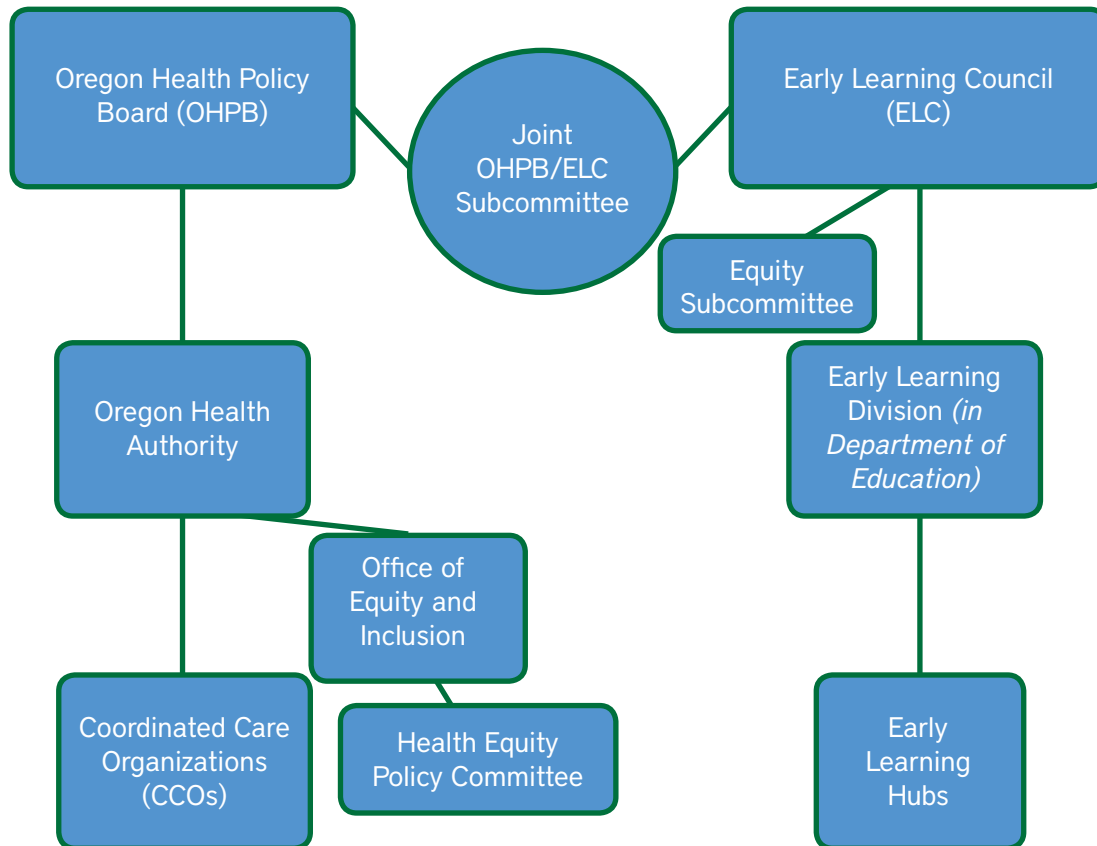 Oregon Health Policy
Board (OHPB)
Joint
OHPB/ELC
Subcommittee
Early Learning Council
(ELC)
Equity
Subcommittee
Oregon Health
Authority
Early Learning
Division (in
Department of
Education)
Office of
Equity and
Inclusion
Coordinated Care
Organizations
(CCOs)
Health Equity
Policy Committee
Early
Learning
Hubs